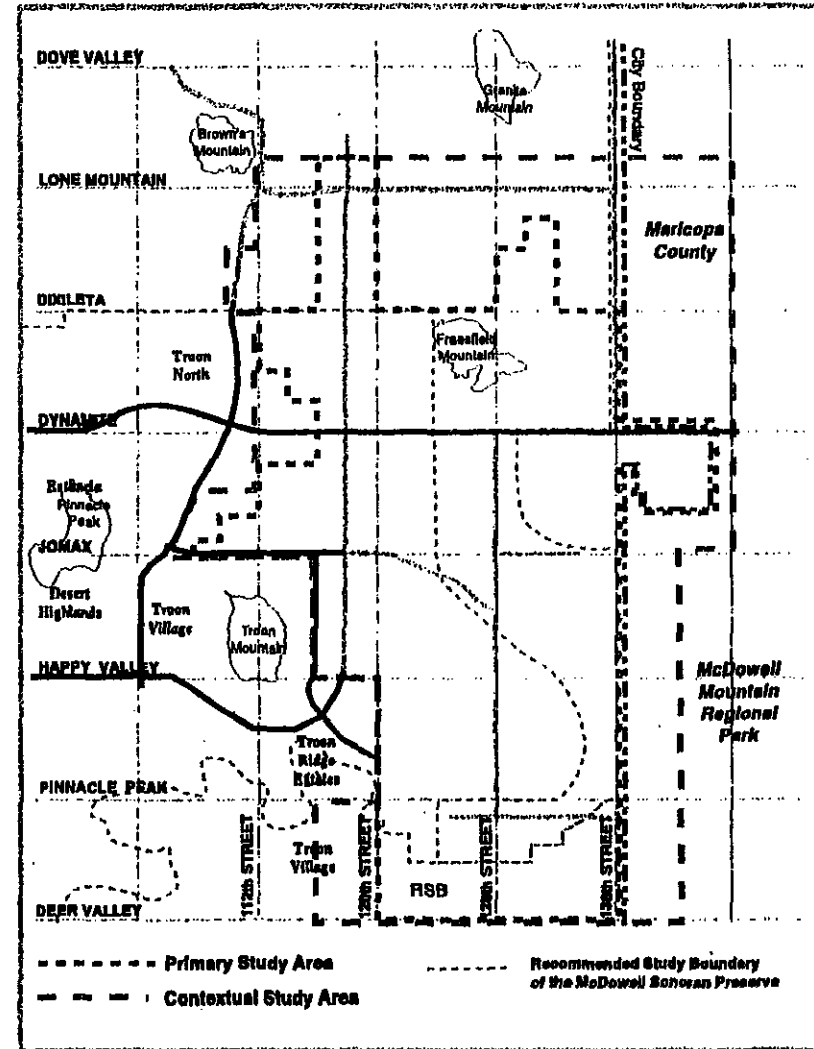 DOVE VALLEY
City Boundary
Granite
Mountain
Brown's
Mountain
LONE MOUNTAIN
Maricopa
County
DIXILETA
Troon
North
Fraesfield
Mountain
DYNAMITE
Pinnacle
Peak
JOMAX
Desert
Highlands
Troon
Village
Troon
Mountain
HAPPY VALLEY
McDowell
Mountain
Regional
Park
Troon
Ridge
Estates
PINNACLE PEAK
112th STREET
Troon
Village
120th STREET
RSB
128th STREET
136th STREET
DEER VALLEY
Primary Study Area
Contextual Study Area
Recommended Study Boundary
of the McDowell Sonoran Preserve